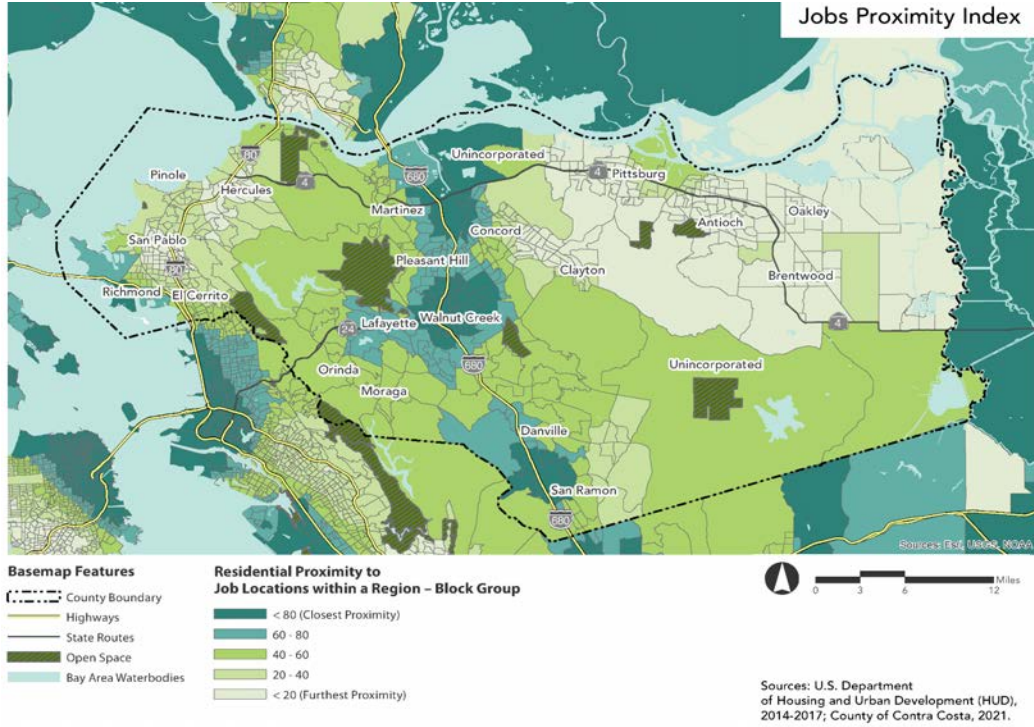 Jobs Proximity Index
Unincorporated
80
680
4
Pittsburg
Pinole
Hercules
4
Martinez
Antioch
Oakley
Concord
San Pablo
Pleasant Hill
Clayton
80
Brentwood
Richmond
El Cerrito
24
Lafayette
Walnut Creek
4
Orinda
680
Unincorporated
Moraga
Danville
San Ramon
680
Sources: Esri, USGS, NOAA
Basemap Features
County Boundary
Highways
State Routes
Open Space
Bay Area Waterbodies
Residential Proximity to
Job Locations within a Region – Block Group
< 80 (Closest Proximity)
60 - 80
40 - 60
20 - 40
< 20 (Furthest Proximity)
Miles
0 3 6 12
Sources: U.S. Department
of Housing and Urban Development (HUD),
2014-2017; County of Contra Costa, 2021.